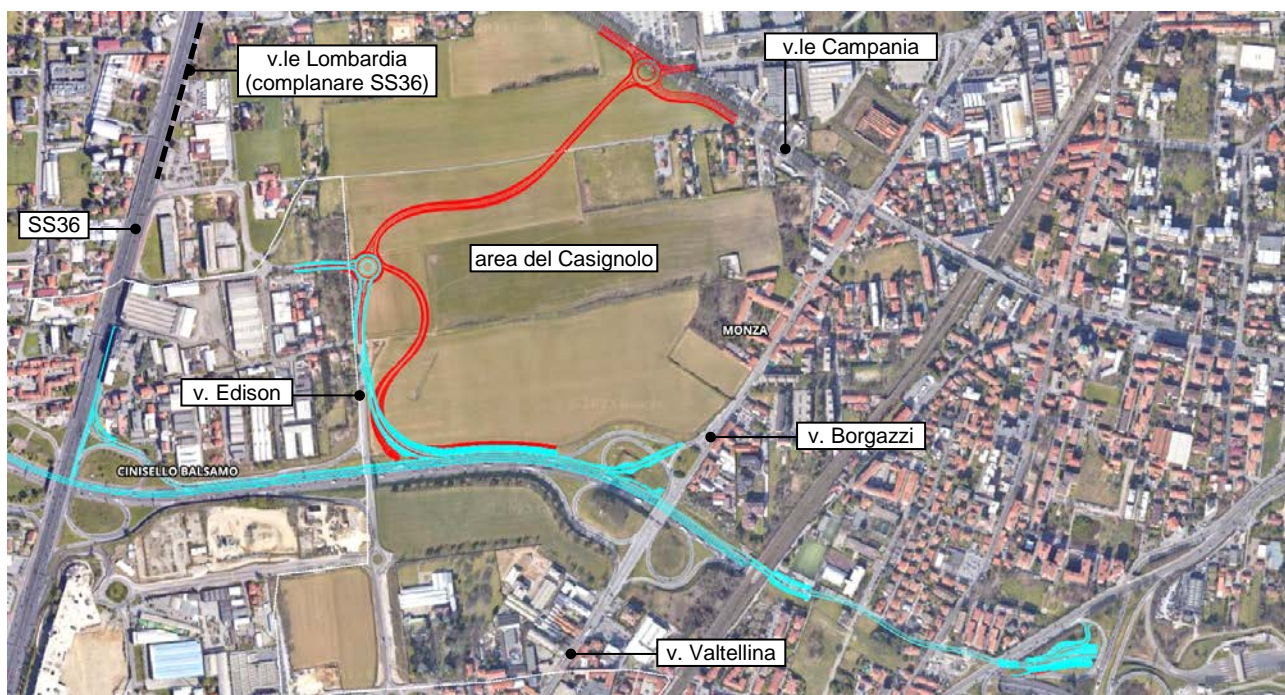 v.le Lombardia
(complanare SS36)
v.le Campania
SS36
area del Casignolo
MONZA
v. Edison
v. Borgazzi
CINISELLO BALSAMO
v. Valtellina